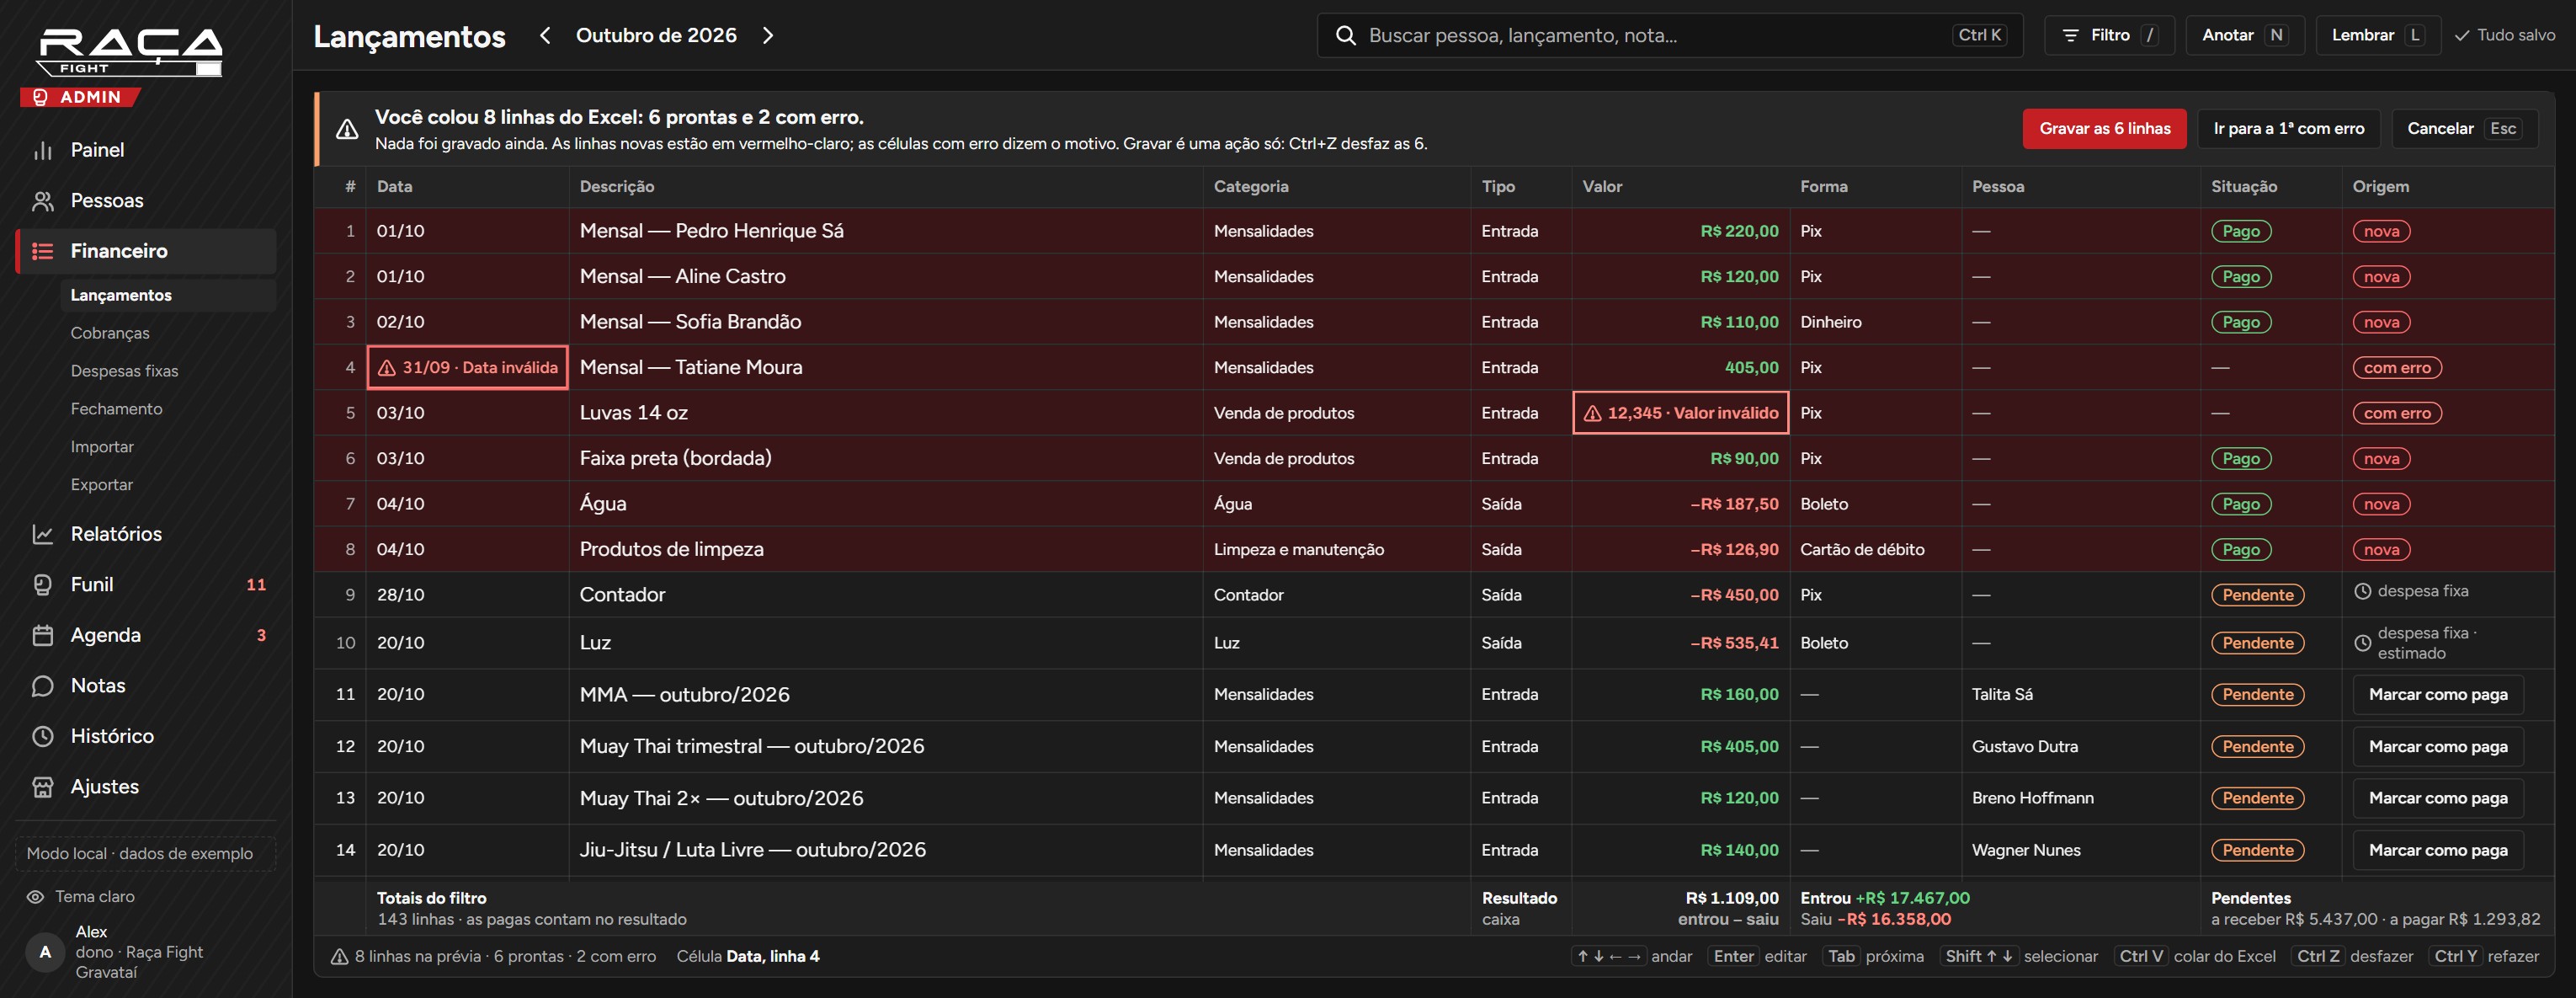 RAÇA
FIGHT
ADMIN
Painel
Pessoas
Financeiro
Lançamentos
Cobranças
Despesas fixas
Fechamento
Importar
Exportar
Relatórios
Funil 11
Agenda 3
Notas
Histórico
Ajustes
Modo local · dados de exemplo
Tema claro
A
Alex
dono · Raça Fight
Gravataí
Lançamentos Outubro de 2026 Buscar pessoa, lançamento, nota... Ctrl K Filtro / Anotar N Lembrar L Tudo salvo
Você colou 8 linhas do Excel: 6 prontas e 2 com erro.
Nada foi gravado ainda. As linhas novas estão em vermelho-claro; as células com erro dizem o motivo. Gravar é uma ação só: Ctrl+Z desfaz as 6.
Gravar as 6 linhas Ir para a 1ª com erro Cancelar Esc
# Data Descrição Categoria Tipo Valor Forma Pessoa Situação Origem
1 01/10 Mensal — Pedro Henrique Sá Mensalidades Entrada R$ 220,00 Pix — Pago nova
2 01/10 Mensal — Aline Castro Mensalidades Entrada R$ 120,00 Pix — Pago nova
3 02/10 Mensal — Sofia Brandão Mensalidades Entrada R$ 110,00 Dinheiro — Pago nova
4 31/09 · Data inválida Mensal — Tatiane Moura Mensalidades Entrada 405,00 Pix — — com erro
5 03/10 Luvas 14 oz Venda de produtos Entrada 12,345 · Valor inválido Pix — — com erro
6 03/10 Faixa preta (bordada) Venda de produtos Entrada R$ 90,00 Pix — Pago nova
7 04/10 Água Água Saída −R$ 187,50 Boleto — Pago nova
8 04/10 Produtos de limpeza Limpeza e manutenção Saída −R$ 126,90 Cartão de débito — Pago nova
9 28/10 Contador Contador Saída −R$ 450,00 Pix — Pendente despesa fixa
10 20/10 Luz Luz Saída −R$ 535,41 Boleto — Pendente despesa fixa ·
estimado
11 20/10 MMA — outubro/2026 Mensalidades Entrada R$ 160,00 — Talita Sá Pendente Marcar como paga
12 20/10 Muay Thai trimestral — outubro/2026 Mensalidades Entrada R$ 405,00 — Gustavo Dutra Pendente Marcar como paga
13 20/10 Muay Thai 2× — outubro/2026 Mensalidades Entrada R$ 120,00 — Breno Hoffmann Pendente Marcar como paga
14 20/10 Jiu-Jitsu / Luta Livre — outubro/2026 Mensalidades Entrada R$ 140,00 — Wagner Nunes Pendente Marcar como paga
Totais do filtro Resultado R$ 1.109,00 Entrou +R$ 17.467,00 Pendentes
143 linhas · as pagas contam no resultado caixa entrou − saiu Saiu −R$ 16.358,00 a receber R$ 5.437,00 · a pagar R$ 1.293,82
8 linhas na prévia · 6 prontas · 2 com erro Célula Data, linha 4 ↑ ↓ ← → andar Enter editar Tab próxima Shift ↑ ↓ selecionar Ctrl V colar do Excel Ctrl Z desfazer Ctrl Y refazer